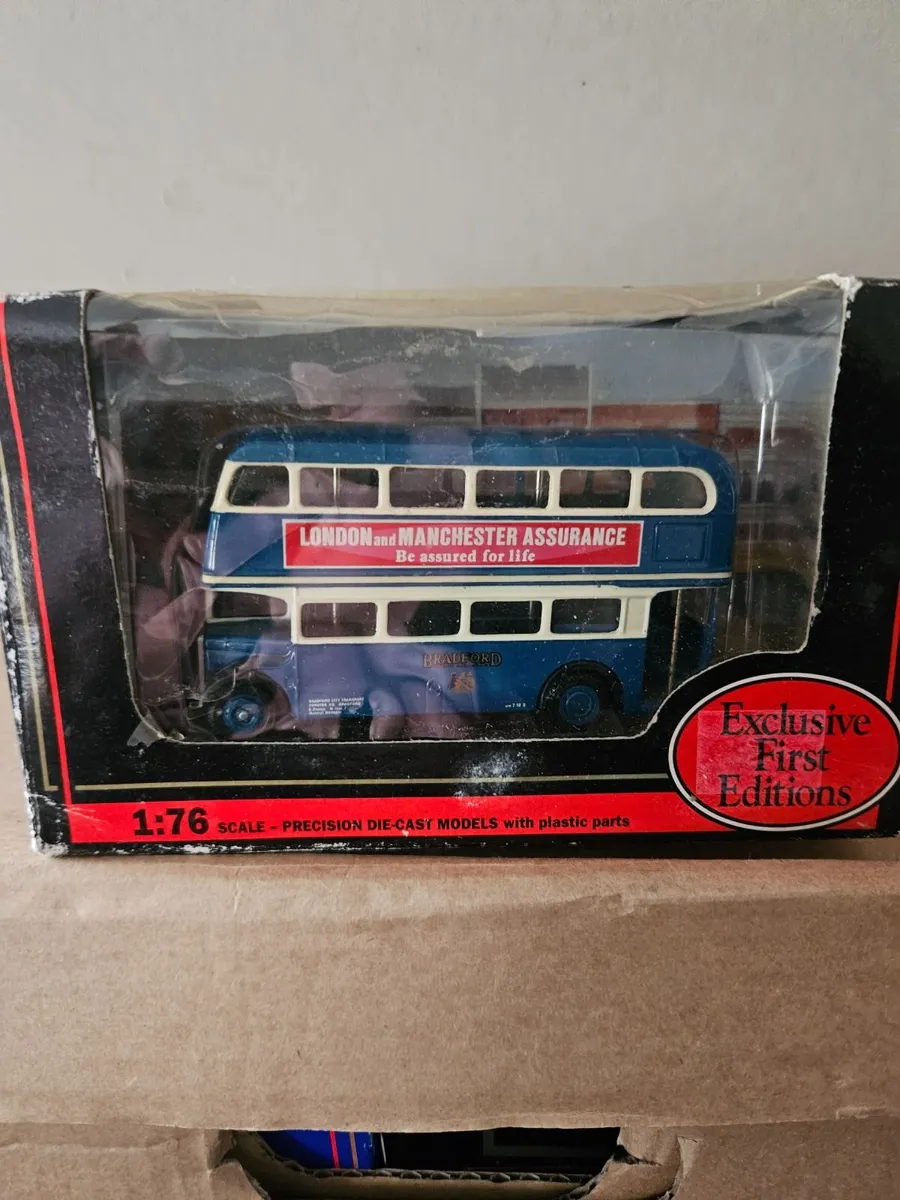 LONDON and MANCHESTER ASSURANCE
Be assured for life
BRADFORD
Exclusive
First
Editions
1:76 SCALE – PRECISION DIE-CAST MODELS with plastic parts